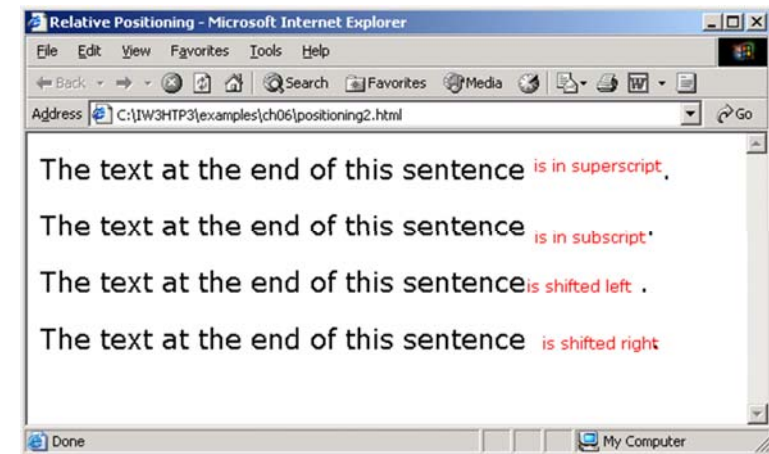 Relative Positioning - Microsoft Internet Explorer
File Edit View Favorites Tools Help
Back Search Favorites Media
Address C:\IW3HTP3\examples\ch06\positioning2.html Go
The text at the end of this sentence is in superscript.
The text at the end of this sentence is in subscript.
The text at the end of this sentence is shifted left .
The text at the end of this sentence is shifted right.
Done My Computer